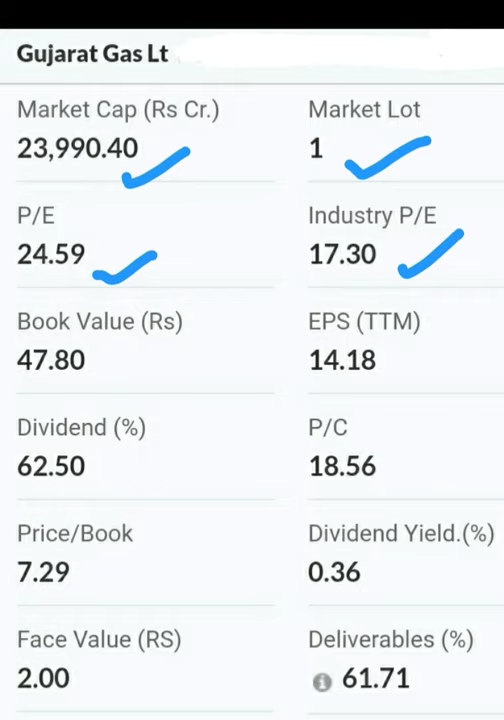 Gujarat Gas Lt
Market Cap (Rs Cr.)
23,990.40
Market Lot
1
P/E
24.59
Industry P/E
17.30
Book Value (Rs)
47.80
EPS (TTM)
14.18
Dividend (%)
62.50
P/C
18.56
Price/Book
7.29
Dividend Yield.(%)
0.36
Face Value (RS)
2.00
Deliverables (%)
61.71